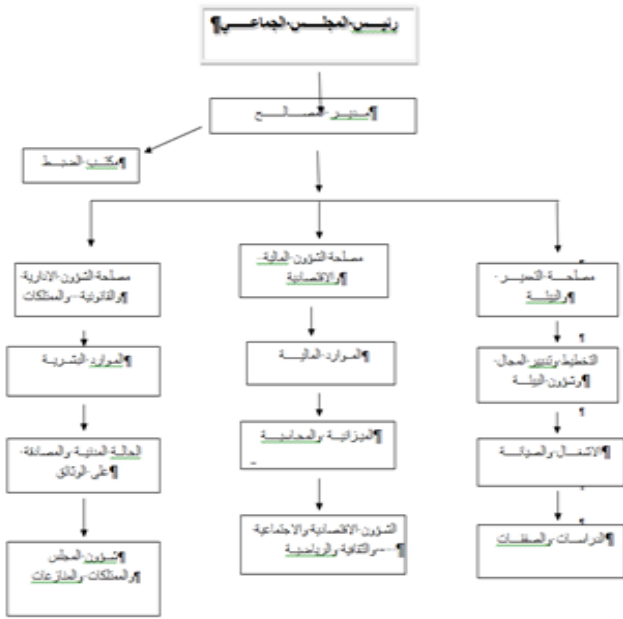 رئيس المجلس الجماعي
مدير المصالح
مكتب الضبط
مصلحة التعمير
والبيئة
مصلحة الشؤون المالية
والاقتصادية
مصلحة الشؤون الادارية
والقانونية والممتلكات
التخطيط وتدبير المجال
وشؤون البيئة
الموارد المالية
الموارد البشرية
الاشغال والصيانة
الميزانية والمحاسبة
الحالة المدنية والمصادقة
على الوثائق
الدراسات والصفقات
الشؤون الاقتصادية والاجتماعية
والثقافية والرياضية
شؤون المجلس
والممتلكات والمنازعات